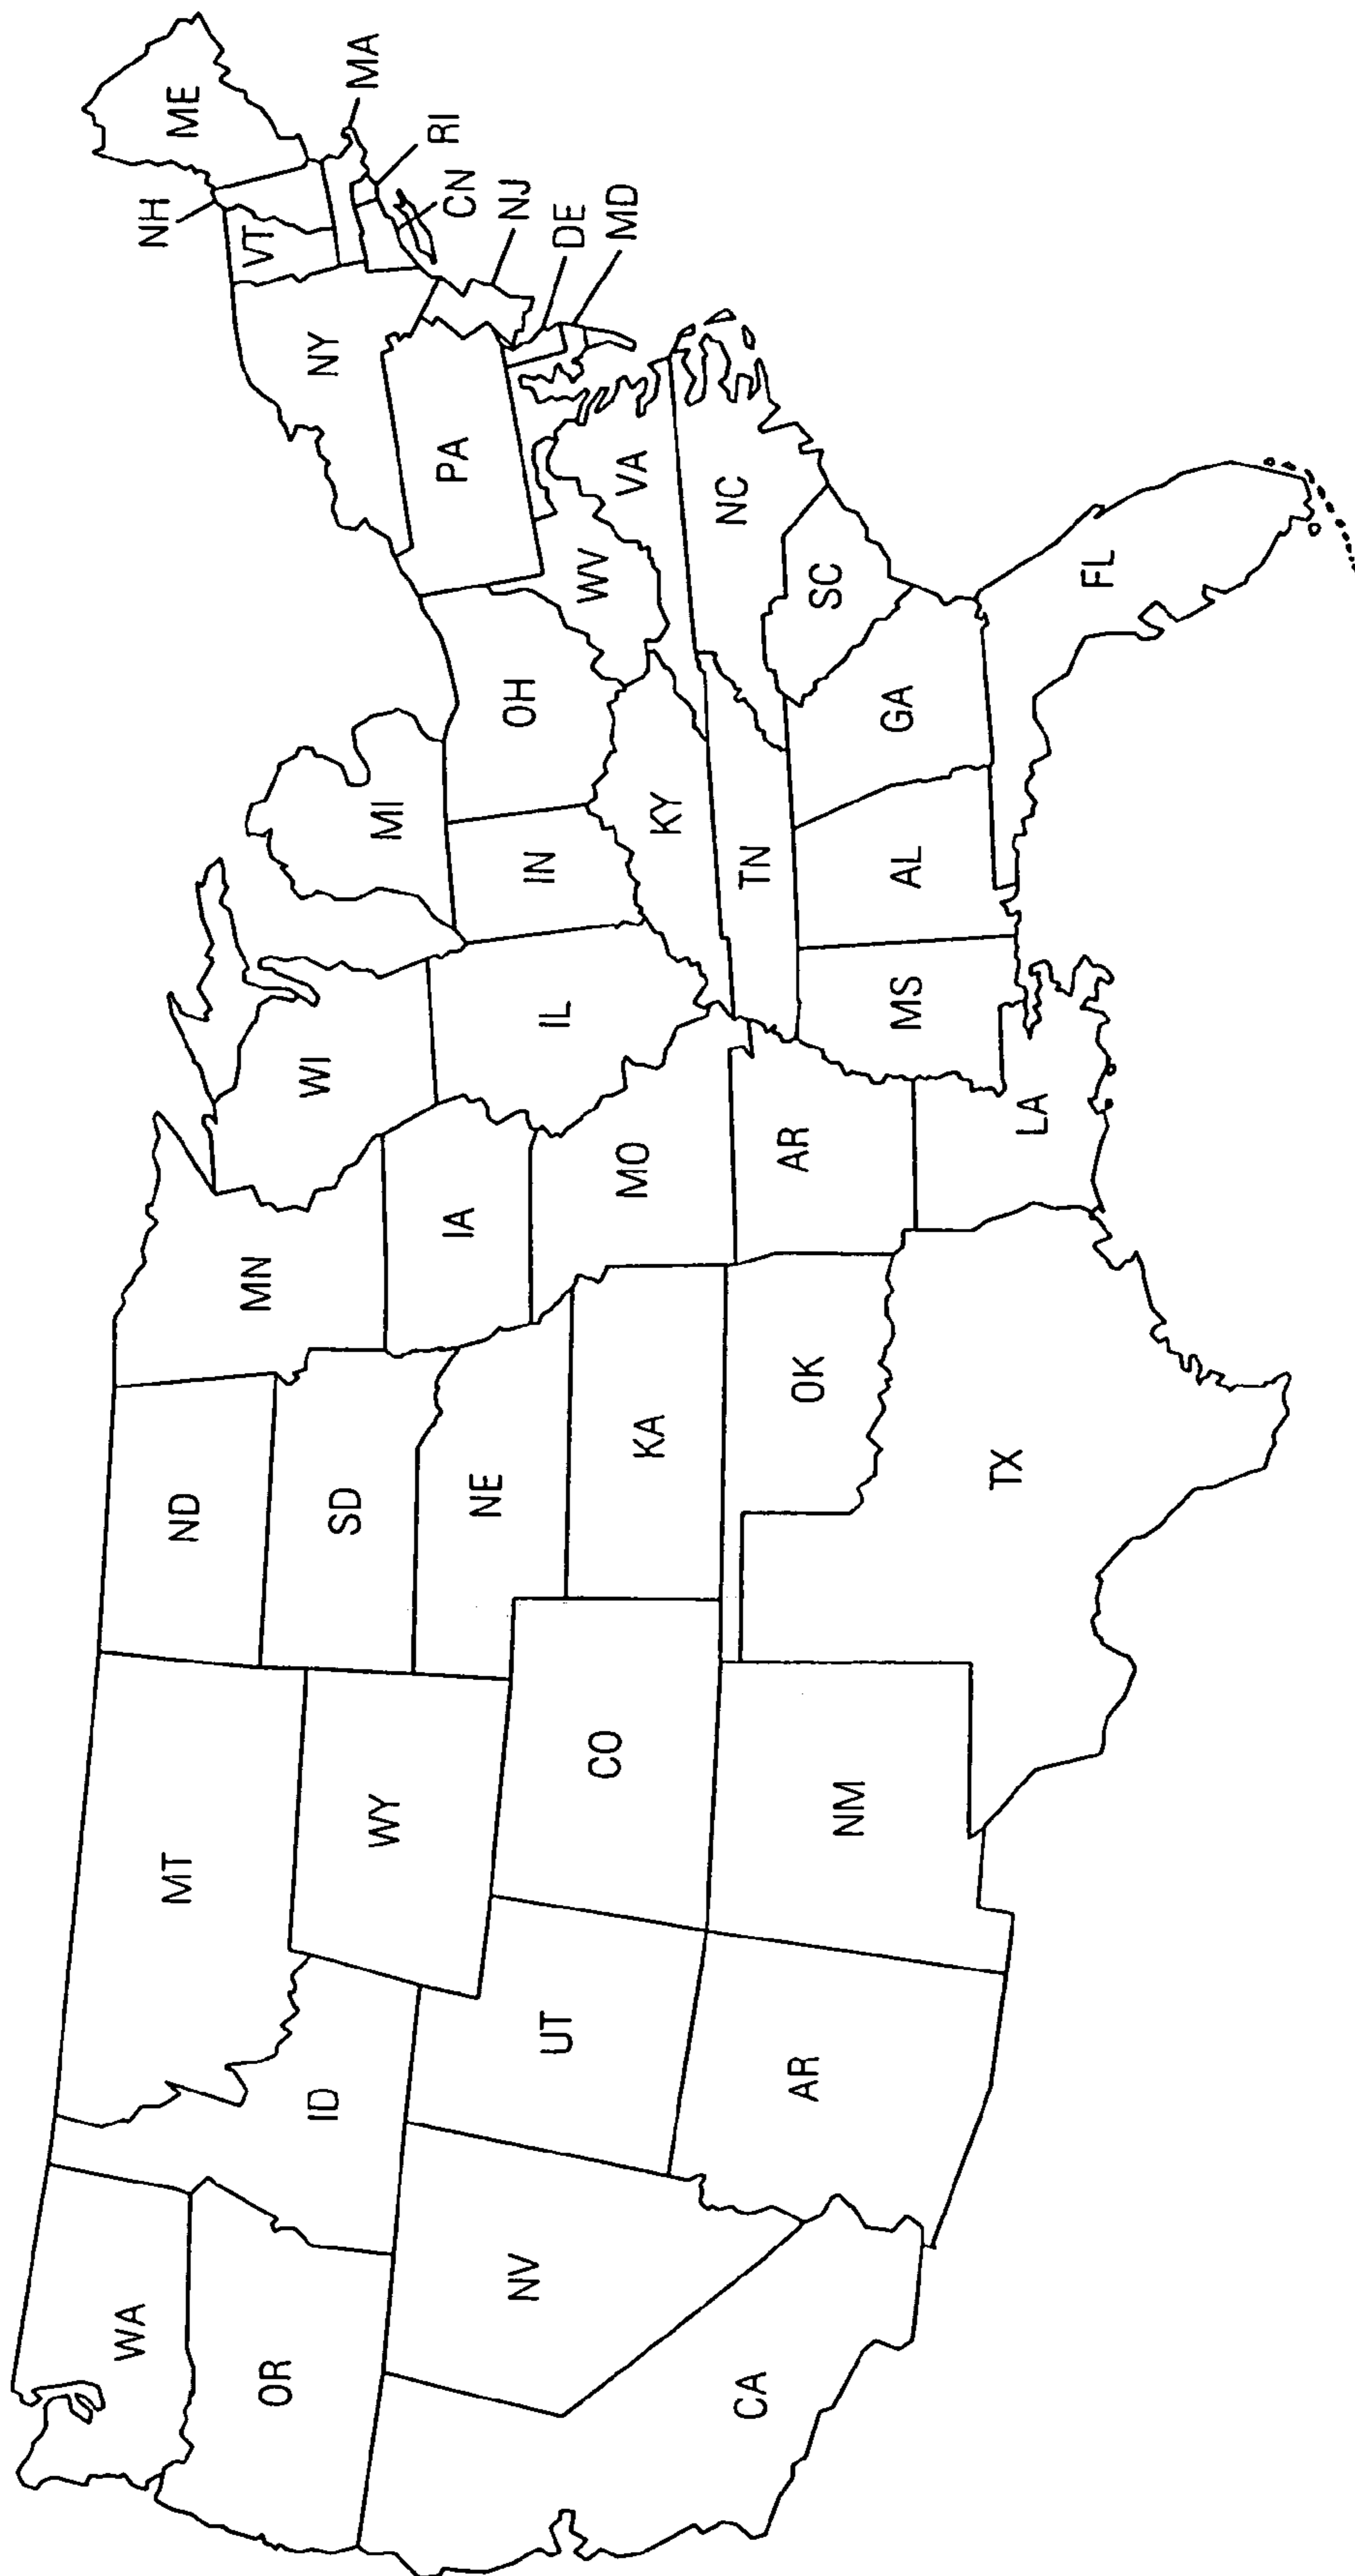 WA
OR
CA
NV
ID
MT
WY
UT
AR
CO
NM
ND
SD
NE
KA
OK
TX
MN
IA
MO
AR
LA
WI
IL
MS
MI
IN
KY
TN
AL
OH
GA
FL
WV
VA
NC
SC
PA
NY
VT
NH
ME
MA
RI
CN
NJ
DE
MD